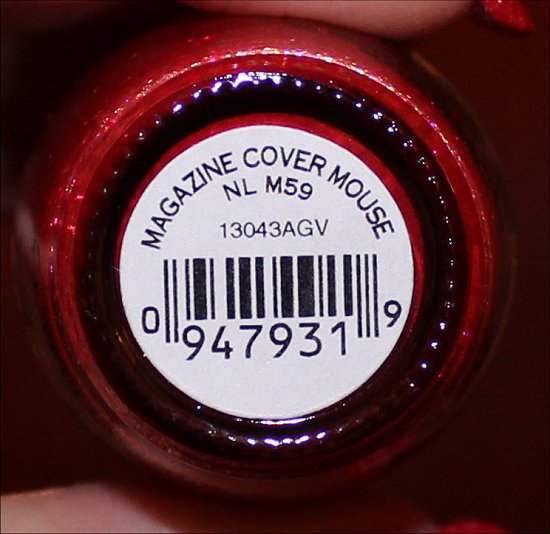 MAGAZINE COVER MOUSE
NL M59
13043AGV
0 947931 9